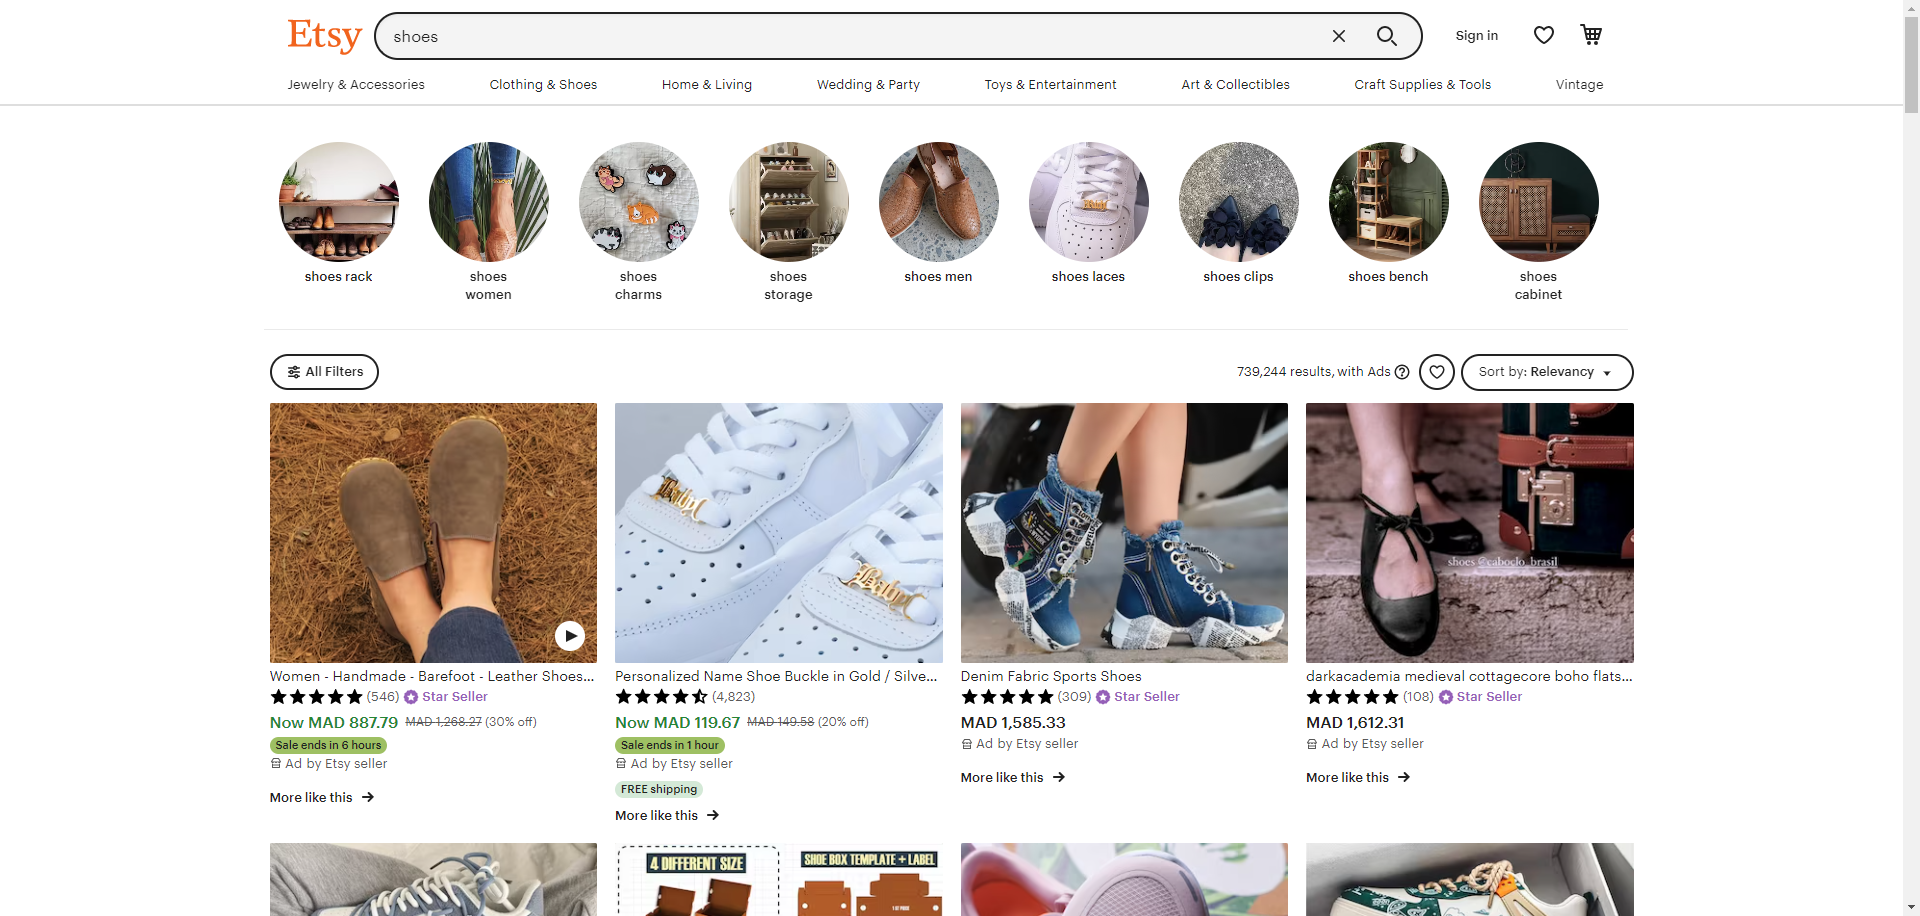 Etsy
shoes
Sign in
Jewelry & Accessories
Clothing & Shoes
Home & Living
Wedding & Party
Toys & Entertainment
Art & Collectibles
Craft Supplies & Tools
Vintage
shoes rack
shoes
women
shoes
charms
shoes
storage
shoes men
shoes laces
shoes clips
shoes bench
shoes
cabinet
All Filters
739,244 results, with Ads
Sort by: Relevancy
shoes @caboclo_brasil
Women - Handmade - Barefoot - Leather Shoes...
(546) Star Seller
Now MAD 887.79 MAD 1,268.27 (30% off)
Sale ends in 6 hours
Ad by Etsy seller
More like this
Personalized Name Shoe Buckle in Gold / Silve...
(4,823)
Now MAD 119.67 MAD 149.58 (20% off)
Sale ends in 1 hour
Ad by Etsy seller
FREE shipping
More like this
Denim Fabric Sports Shoes
(309) Star Seller
MAD 1,585.33
Ad by Etsy seller
More like this
darkacademia medieval cottagecore boho flats...
(108) Star Seller
MAD 1,612.31
Ad by Etsy seller
More like this
4 DIFFERENT SIZE
SHOE BOX TEMPLATE + LABEL